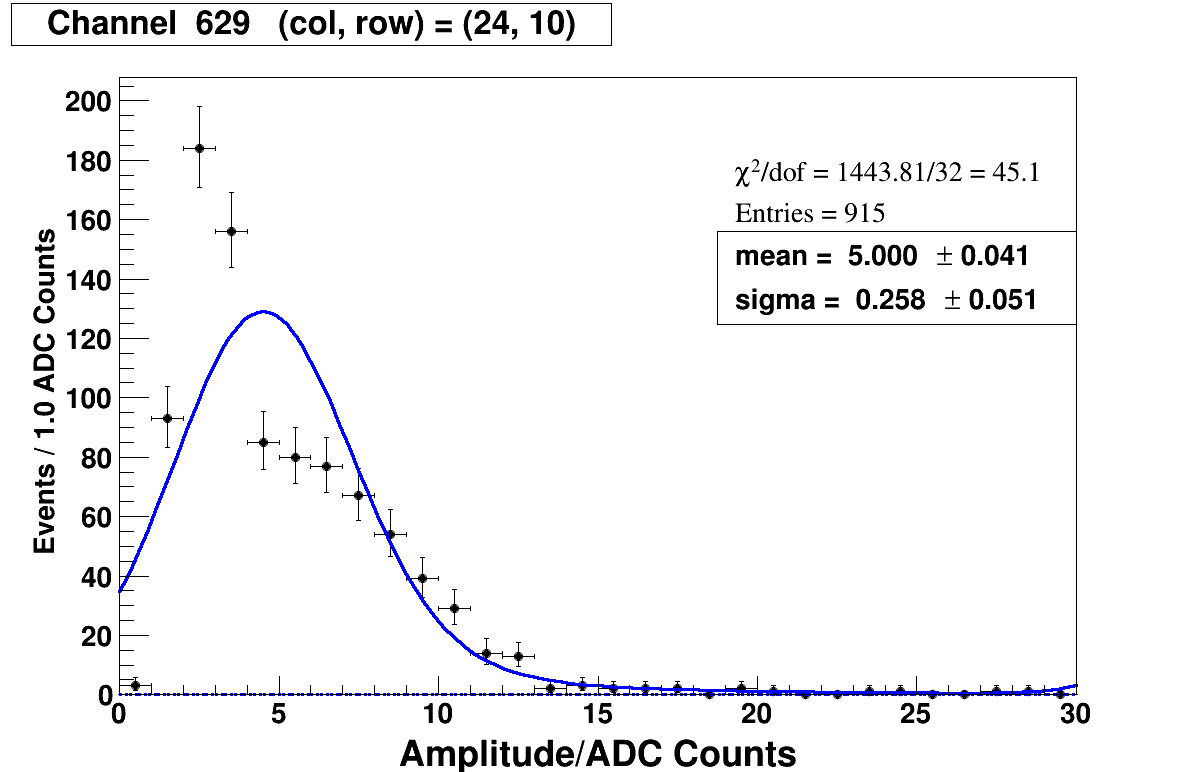 Channel 629 (col, row) = (24, 10)
χ²/dof = 1443.81/32 = 45.1
Entries = 915
mean = 5.000 ± 0.041
sigma = 0.258 ± 0.051
Events / 1.0 ADC Counts
200
180
160
140
120
100
80
60
40
20
0
0 5 10 15 20 25 30
Amplitude/ADC Counts